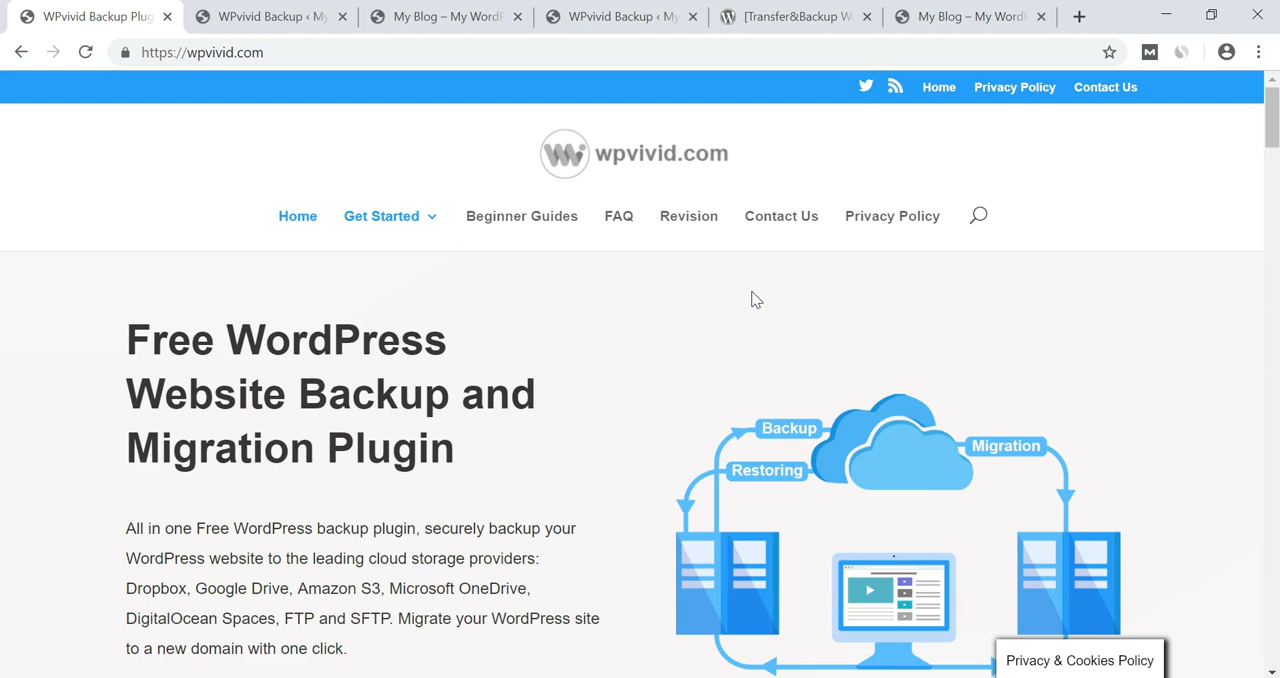 WPvivid Backup Plug
WPvivid Backup ‹ My
My Blog – My WordP
WPvivid Backup ‹ My
[Transfer&Backup W
My Blog – My WordP
https://wpvivid.com
M
Home Privacy Policy Contact Us
wpvivid.com
Home Get Started Beginner Guides FAQ Revision Contact Us Privacy Policy
Free WordPress
Website Backup and
Migration Plugin
Backup
Migration
Restoring
All in one Free WordPress backup plugin, securely backup your
WordPress website to the leading cloud storage providers:
Dropbox, Google Drive, Amazon S3, Microsoft OneDrive,
DigitalOcean Spaces, FTP and SFTP. Migrate your WordPress site
to a new domain with one click.
Privacy & Cookies Policy